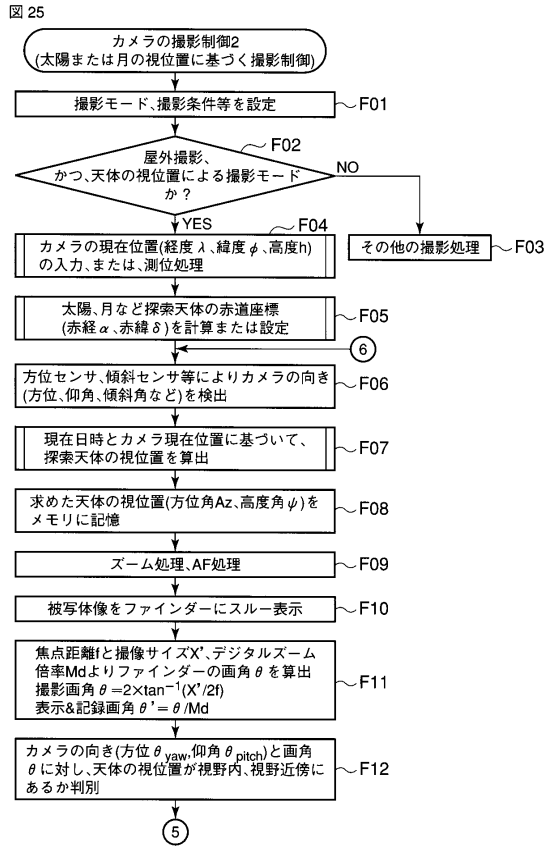 図 25
カメラの撮影制御2
(太陽または月の視位置に基づく撮影制御)
撮影モード、撮影条件等を設定
F01
F02
屋外撮影、
かつ、天体の視位置による撮影モード
か?
NO
YES
F04
カメラの現在位置(経度λ、緯度φ、高度h)
の入力、または、測位処理
その他の撮影処理
F03
太陽、月など探索天体の赤道座標
(赤経α、赤緯δ)を計算または設定
F05
6
方位センサ、傾斜センサ等によりカメラの向き
(方位、仰角、傾斜角など)を検出
F06
現在日時とカメラ現在位置に基づいて、
探索天体の視位置を算出
F07
求めた天体の視位置(方位角Az、高度角ψ)を
メモリに記憶
F08
ズーム処理、AF処理
F09
被写体像をファインダーにスルー表示
F10
焦点距離fと撮像サイズX'、デジタルズーム
倍率Mdよりファインダーの画角θを算出
撮影画角θ=2×tan⁻¹(X'/2f)
表示&記録画角θ'=θ/Md
F11
カメラの向き(方位θyaw,仰角θpitch)と画角
θに対し、天体の視位置が視野内、視野近傍に
あるか判別
F12
5